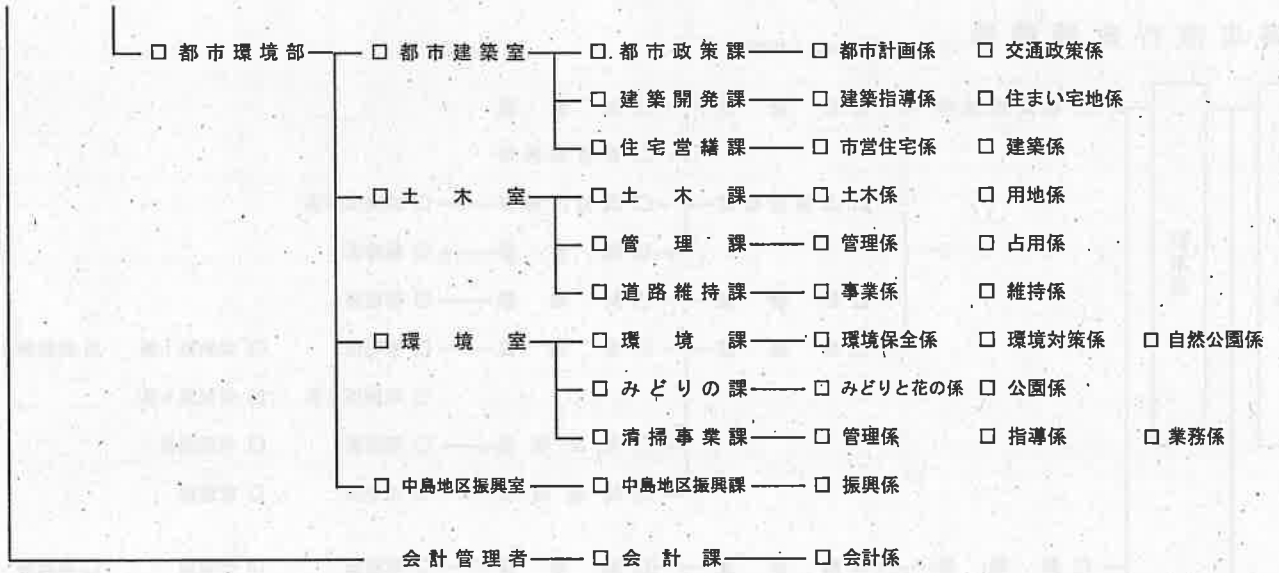 □ 都市環境部 □ 都市建築室 □ 都市政策課 □ 都市計画係 □ 交通政策係
□ 建築開発課 □ 建築指導係 □ 住まい宅地係
□ 住宅営繕課 □ 市営住宅係 □ 建築係
□ 土木室 □ 土木課 □ 土木係 □ 用地係
□ 管理課 □ 管理係 □ 占用係
□ 道路維持課 □ 事業係 □ 維持係
□ 環境室 □ 環境課 □ 環境保全係 □ 環境対策係 □ 自然公園係
□ みどりの課 □ みどりと花の係 □ 公園係
□ 清掃事業課 □ 管理係 □ 指導係 □ 業務係
□ 中島地区振興室 □ 中島地区振興課 □ 振興係
会計管理者 □ 会計課 □ 会計係